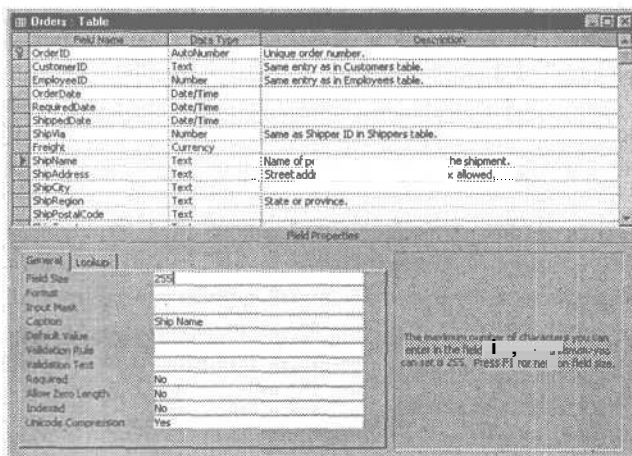 Orders : Table
Field Name Data Type Description
OrderID AutoNumber Unique order number.
CustomerID Text Same entry as in Customers table.
EmployeeID Number Same entry as in Employees table.
OrderDate Date/Time
RequiredDate Date/Time
ShippedDate Date/Time
ShipVia Number Same as Shipper ID in Shippers table.
Freight Currency
ShipName Text Name of he shipment.
ShipAddress Text Street addr allowed.
ShipCity Text
ShipRegion Text State or province.
ShipPostalCode Text
Field Properties
General Lookup
Field Size 255
Format
Input Mask
Caption Ship Name
Default Value
Validation Rule
Validation Text
Required No
Allow Zero Length No
Indexed No
Unicode Compression Yes
The maximum number of characters you can
enter in the field you
can set is 255. Press F1 for on field size.